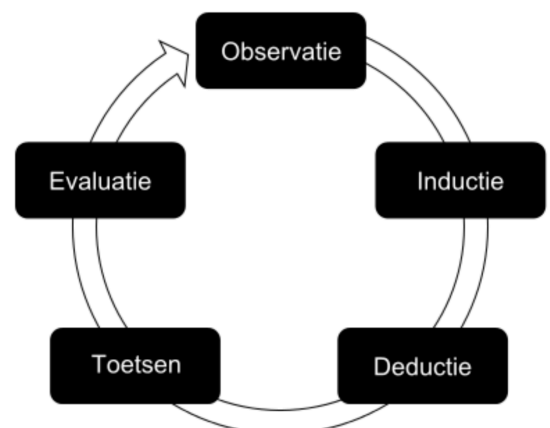 Observatie
Inductie
Deductie
Toetsen
Evaluatie